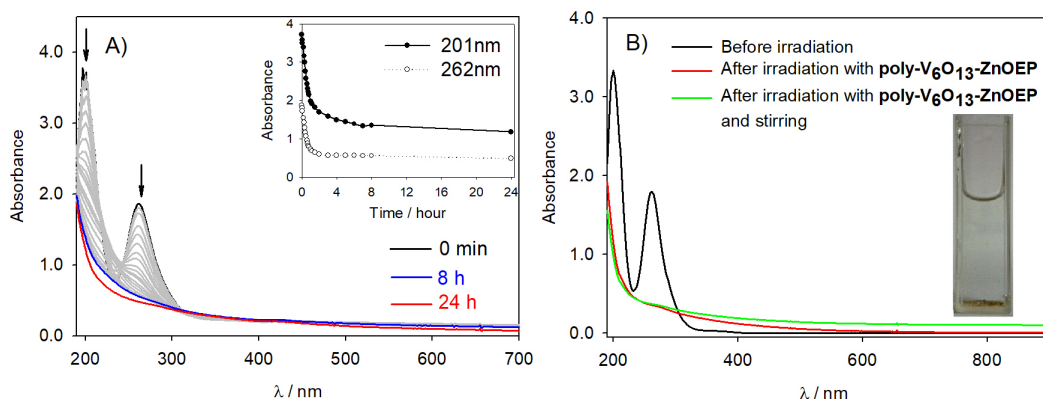 A)
4.0
3.0
2.0
1.0
0.0
Absorbance
200 300 400 500 600 700
λ / nm
4
3
2
1
0
Absorbance
0 4 8 12 16 20 24
Time / hour
201nm
262nm
0 min
8 h
24 h
B)
4.0
3.0
2.0
1.0
0.0
Absorbance
200 400 600 800
λ / nm
Before irradiation
After irradiation with poly-V₆O₁₃-ZnOEP
After irradiation with poly-V₆O₁₃-ZnOEP
and stirring